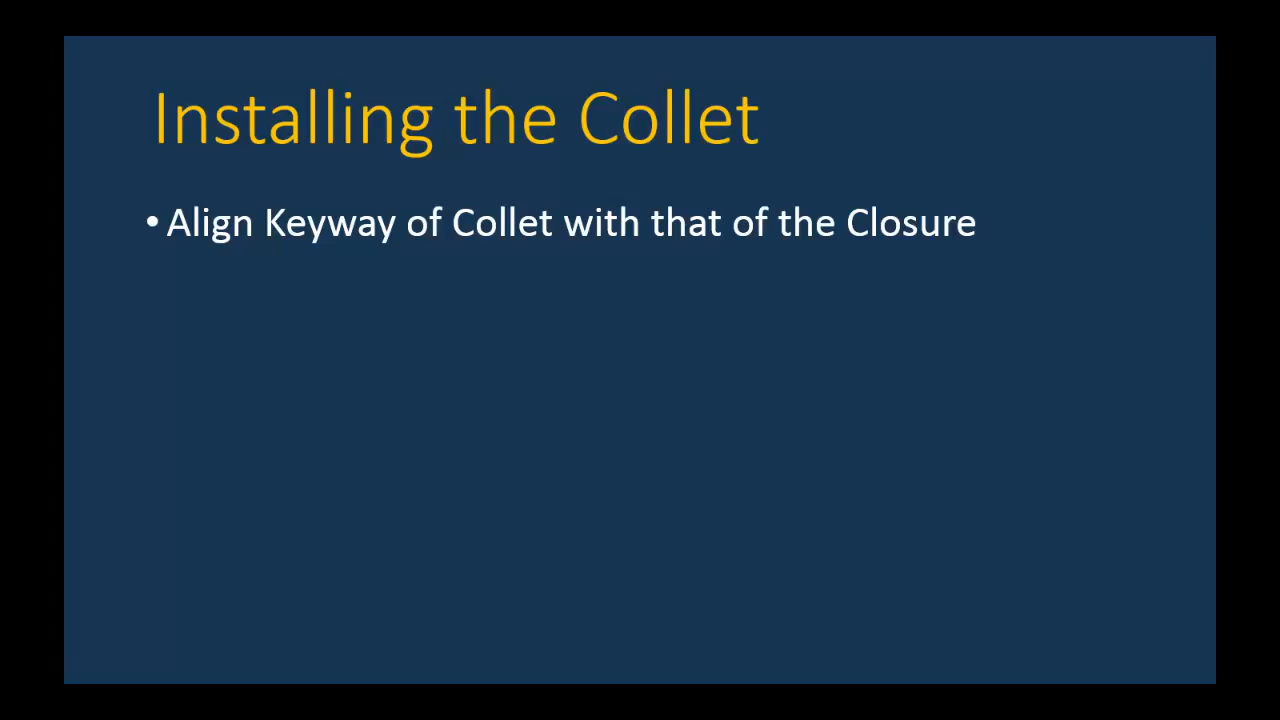 Installing the Collet
• Align Keyway of Collet with that of the Closure